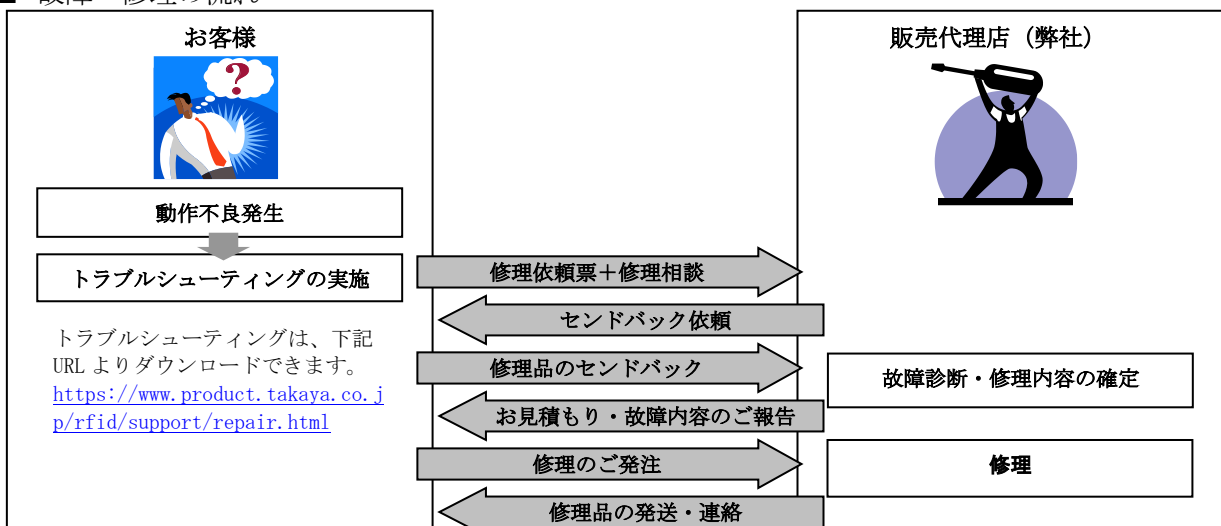 ■ 故障・修理の流れ
お客様
販売代理店（弊社）
?
動作不良発生
トラブルシューティングの実施
修理依頼票＋修理相談
センドバック依頼
トラブルシューティングは、下記
URL よりダウンロードできます。
https://www.product.takaya.co.j
p/rfid/support/repair.html
修理品のセンドバック
故障診断・修理内容の確定
お見積もり・故障内容のご報告
修理のご発注
修理
修理品の発送・連絡